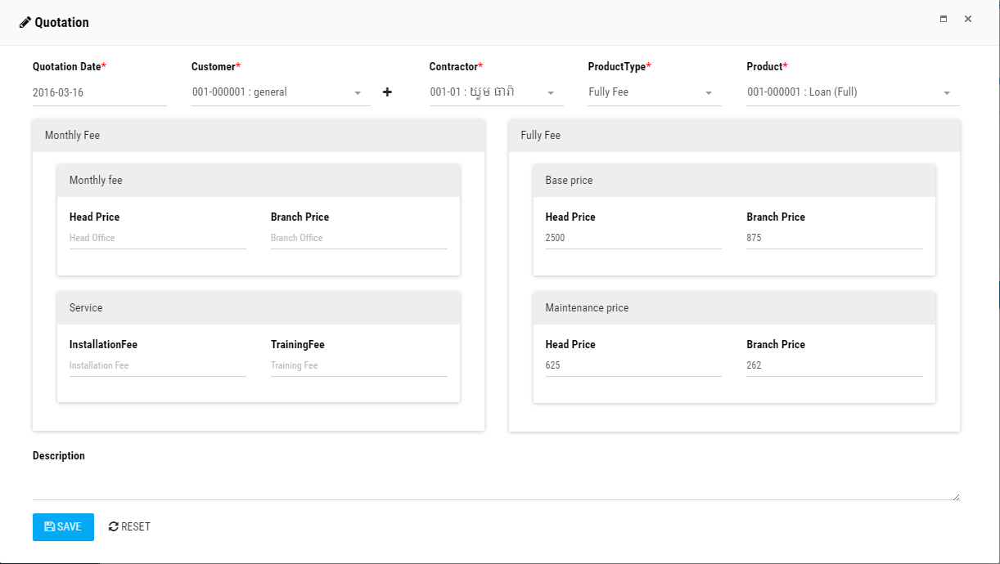 Quotation
Quotation Date* Customer* Contractor* ProductType* Product*
2016-03-16 001-000001 : general 001-01 : ឃួម ធារ៉ា Fully Fee 001-000001 : Loan (Full)
Monthly Fee
Monthly fee
Head Price Branch Price
Head Office Branch Office
Service
InstallationFee TrainingFee
Installation Fee Training Fee
Fully Fee
Base price
Head Price Branch Price
2500 875
Maintenance price
Head Price Branch Price
625 262
Description
SAVE RESET